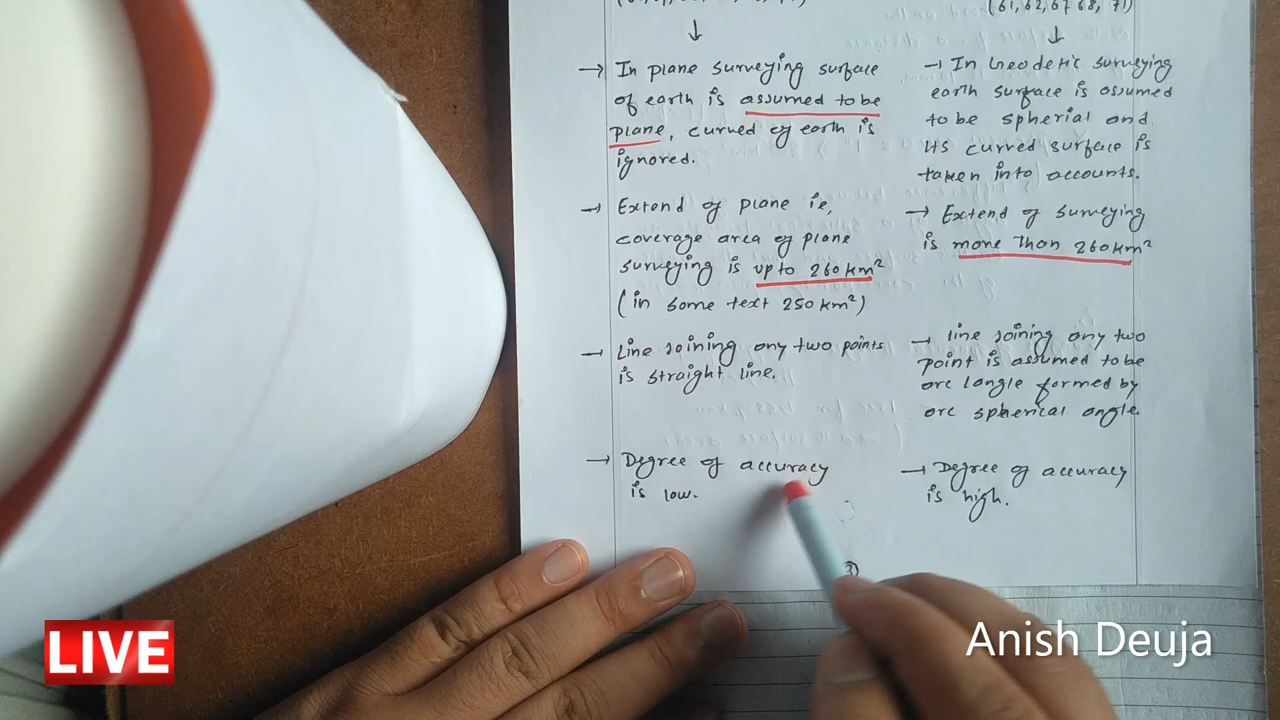 (61, 62, 67 68, 71)
→ In plane surveying surface
of earth is assumed to be
plane, curved of earth is
ignored.
→ Extend of plane ie,
coverage area of plane
surveying is upto 260 km²
(in some text 250 km²)
→ Line joining any two points
is straight line.
→ Degree of accuracy
is low.
→ In Geodetic surveying
earth surface is assumed
to be spherial and
its curved surface is
taken into accounts.
→ Extend of surveying
is more than 260 km²
→ line joining any two
point is assumed to be
arc langle formed by
arc spherical angle.
→ Degree of accuracy
is high.
3
LIVE
Anish Deuja